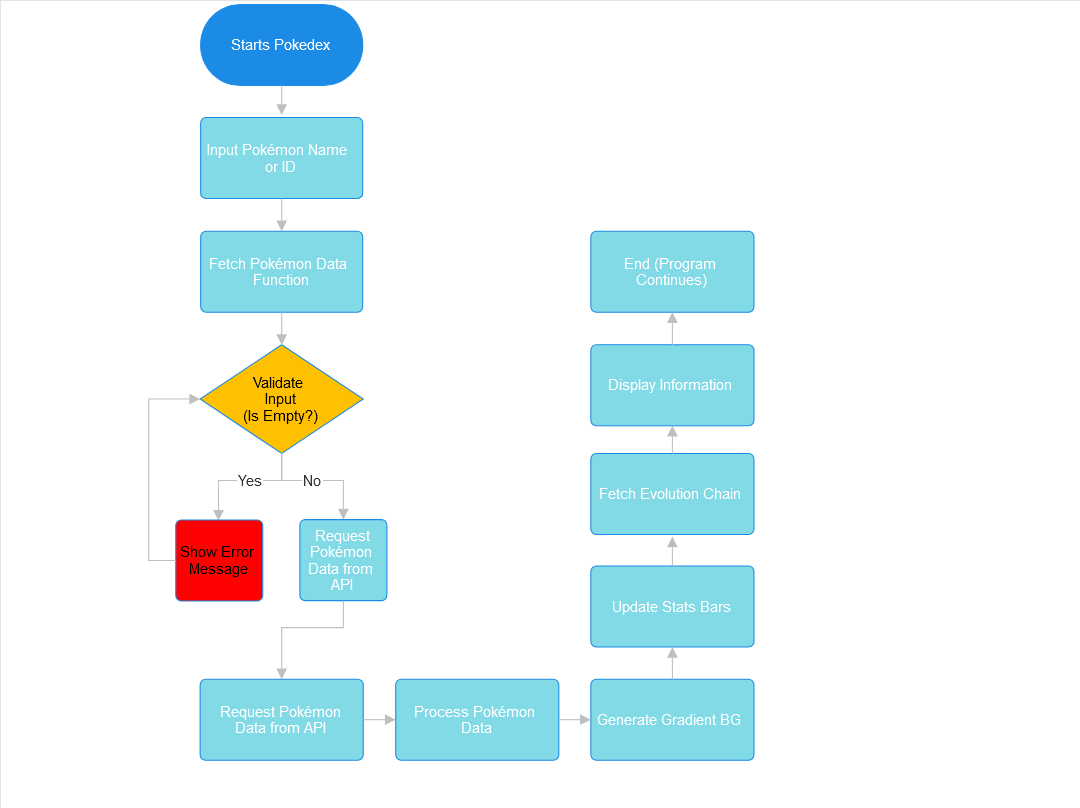 Starts Pokedex
Input Pokémon Name
or ID
Fetch Pokémon Data
Function
Validate
Input
(Is Empty?)
Yes
No
Show Error
Message
Request
Pokémon
Data from
API
Request Pokémon
Data from API
Process Pokémon
Data
Generate Gradient BG
Update Stats Bars
Fetch Evolution Chain
Display Information
End (Program
Continues)